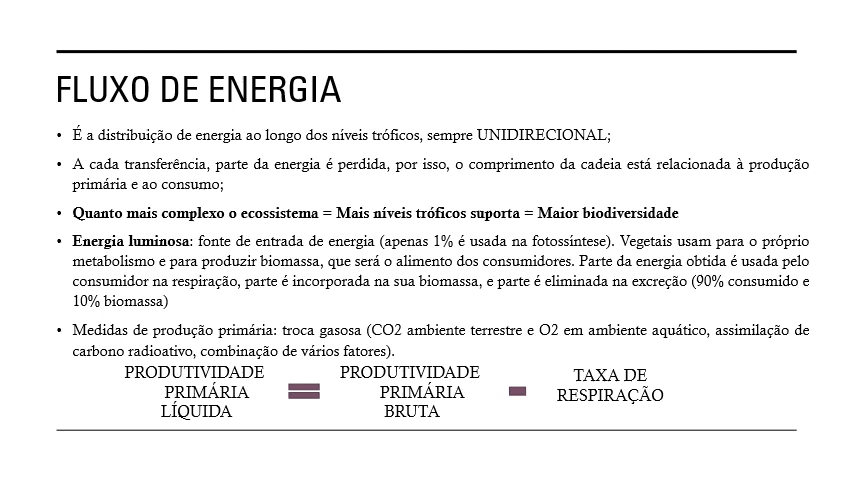 FLUXO DE ENERGIA
• É a distribuição de energia ao longo dos níveis tróficos, sempre UNIDIRECIONAL;
• A cada transferência, parte da energia é perdida, por isso, o comprimento da cadeia está relacionada à produção
primária e ao consumo;
• Quanto mais complexo o ecossistema = Mais níveis tróficos suporta = Maior biodiversidade
• Energia luminosa: fonte de entrada de energia (apenas 1% é usada na fotossíntese). Vegetais usam para o próprio
metabolismo e para produzir biomassa, que será o alimento dos consumidores. Parte da energia obtida é usada pelo
consumidor na respiração, parte é incorporada na sua biomassa, e parte é eliminada na excreção (90% consumido e
10% biomassa)
• Medidas de produção primária: troca gasosa (CO2 ambiente terrestre e O2 em ambiente aquático, assimilação de
carbono radioativo, combinação de vários fatores).
PRODUTIVIDADE
PRIMÁRIA
LÍQUIDA
=
PRODUTIVIDADE
PRIMÁRIA
BRUTA
-
TAXA DE
RESPIRAÇÃO